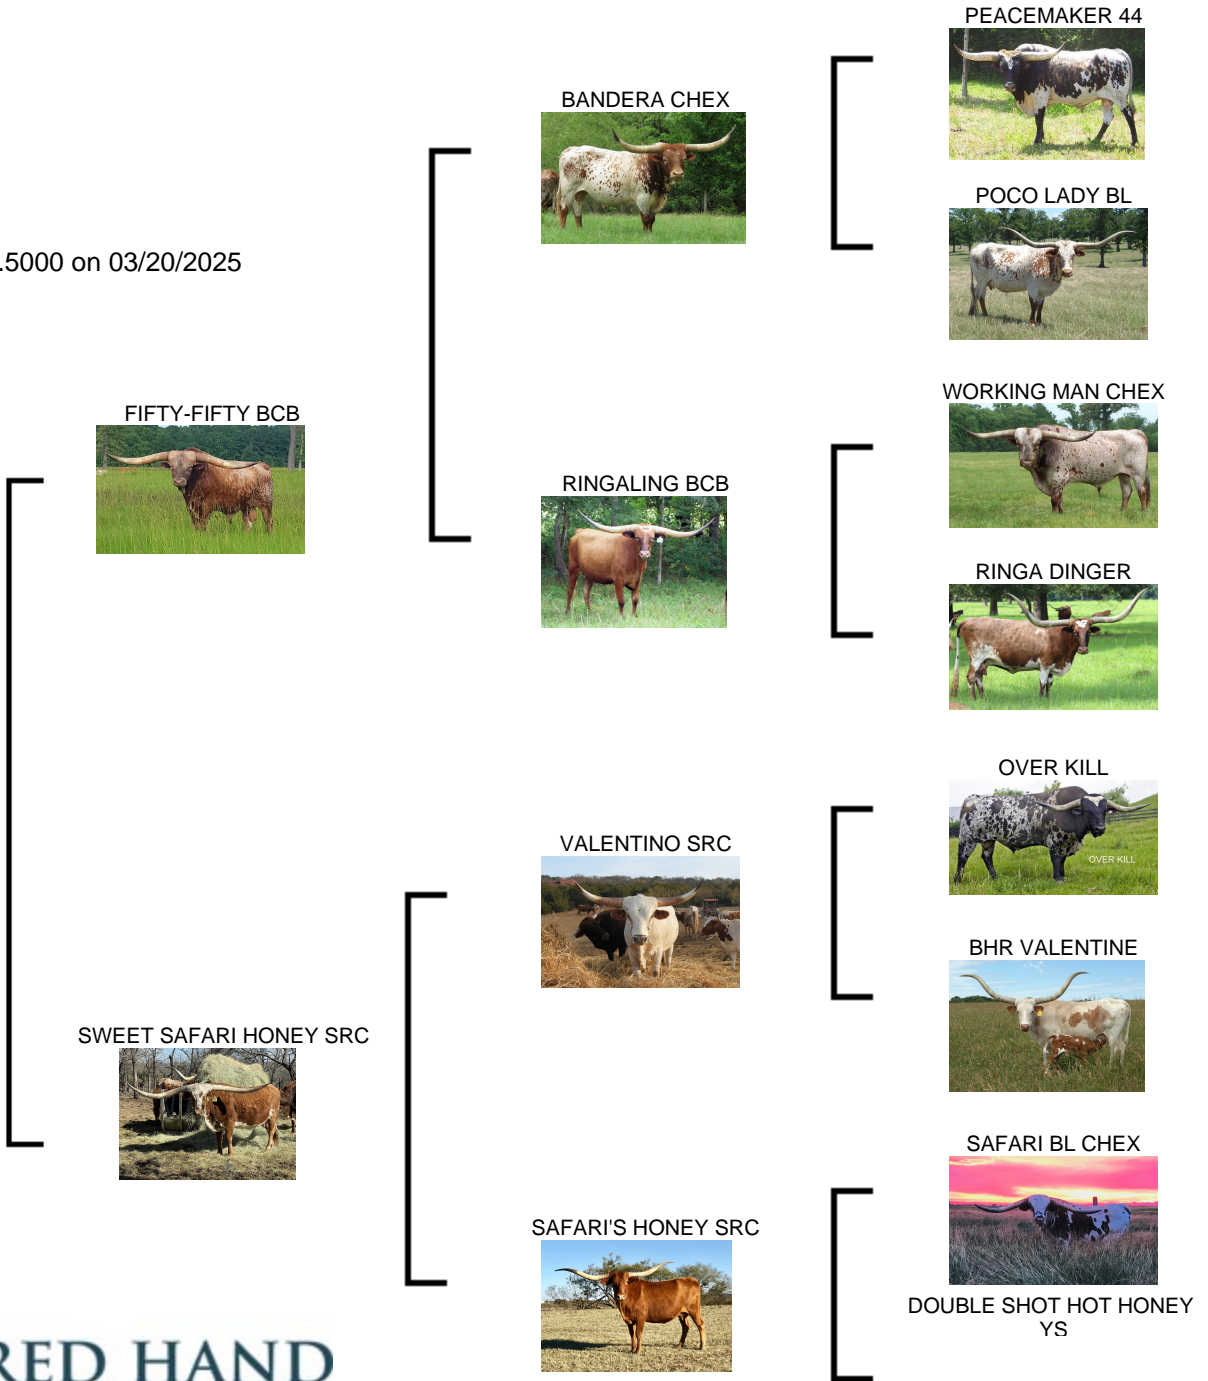 PEACEMAKER 44
BANDERA CHEX
POCO LADY BL
.5000 on 03/20/2025
WORKING MAN CHEX
FIFTY-FIFTY BCB
RINGALING BCB
RINGA DINGER
OVER KILL
OVER KILL
VALENTINO SRC
BHR VALENTINE
SWEET SAFARI HONEY SRC
SAFARI BL CHEX
SAFARI'S HONEY SRC
DOUBLE SHOT HOT HONEY
YS
RED HAND